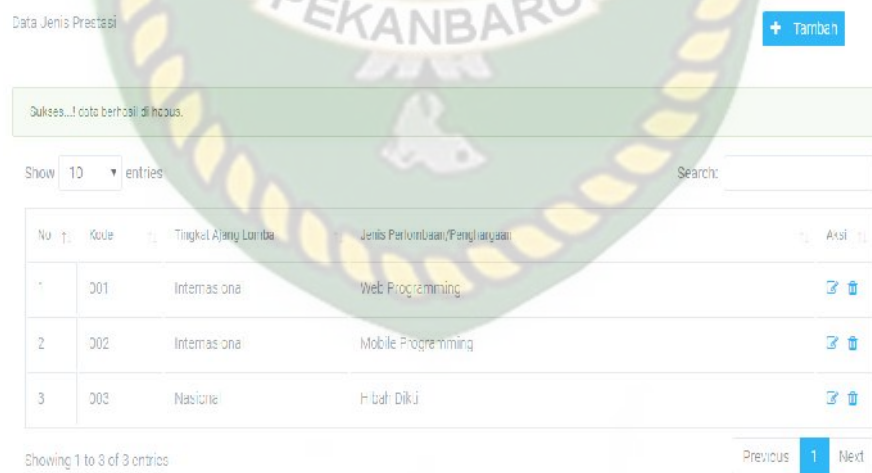 PEKANBARU
Data Jenis Prestasi
+ Tambah
Sukses...! data berhasil di hapus.
Show 10 entries
Search:
No Kode Tingkat Ajang Lomba Jenis Perlombaan/Penghargaan Aksi
1 001 Internasional Web Programming
2 002 Internasional Mobile Programming
3 003 Nasional Hibah Dikti
Showing 1 to 3 of 3 entries
Previous 1 Next